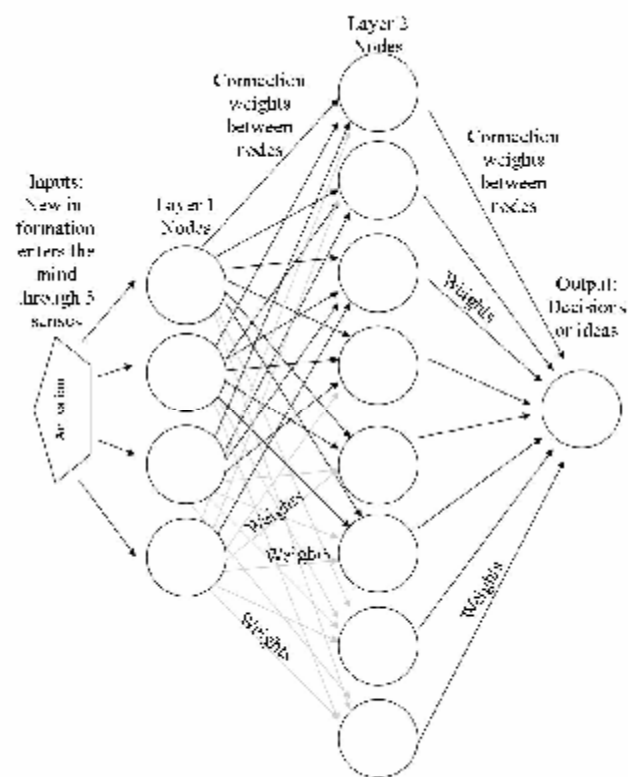 Layer 2
Nodes
Connection
weights
between
nodes
Connection
weights
between
nodes
Inputs:
New in
formation
enters the
mind
through 5
senses
Layer 1
Nodes
Weights
Output:
Decisions
or ideas
Weights
Weights
Weights
Weights